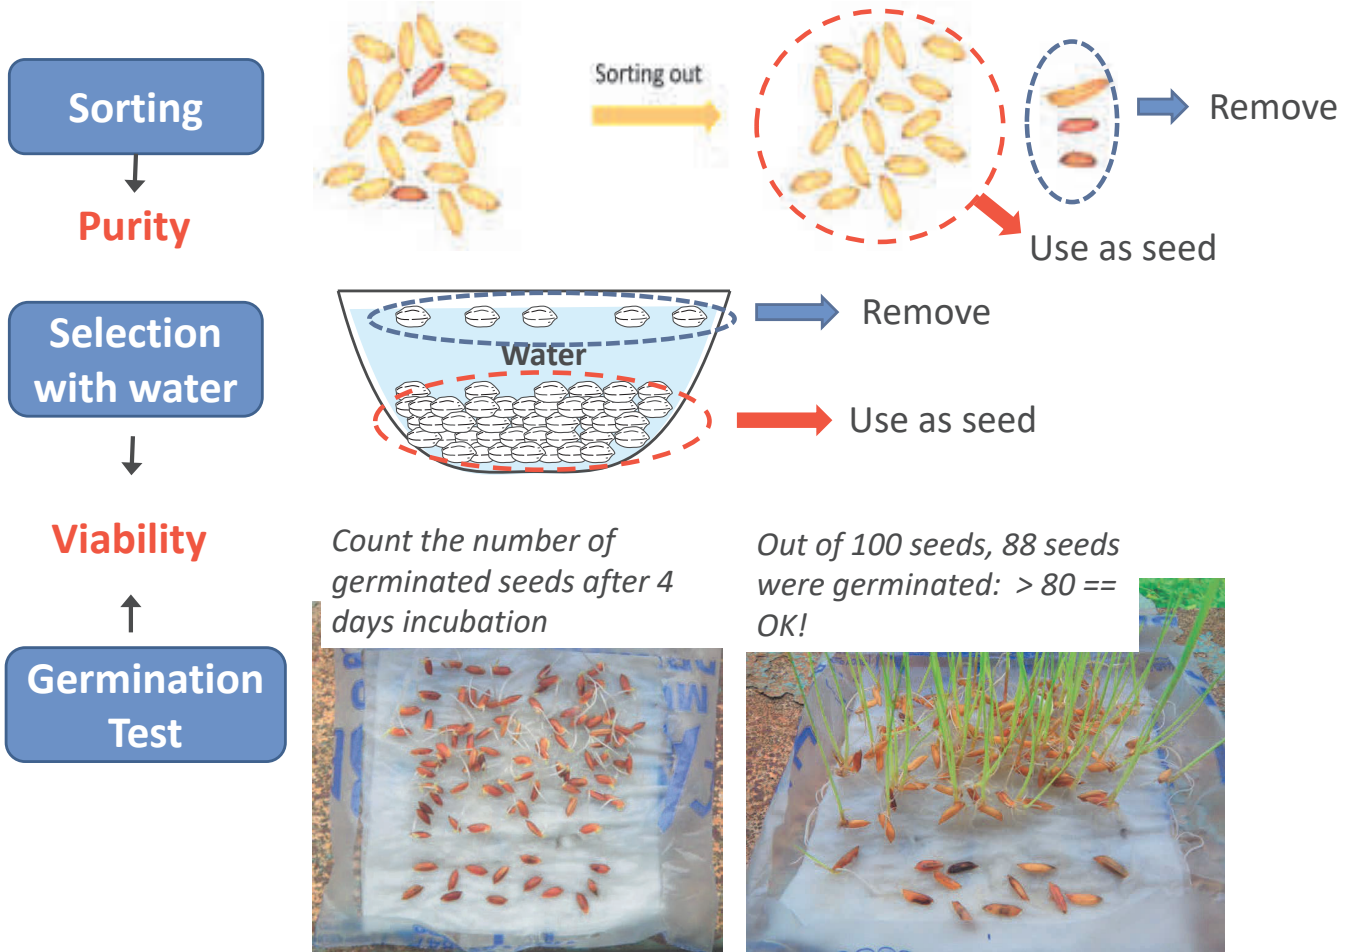 Sorting
Sorting out
Remove
Purity
Use as seed
Selection
with water
Remove
Water
Use as seed
Viability
Count the number of
germinated seeds after 4
days incubation
Out of 100 seeds, 88 seeds
were germinated:  > 80 ==
OK!
Germination
Test